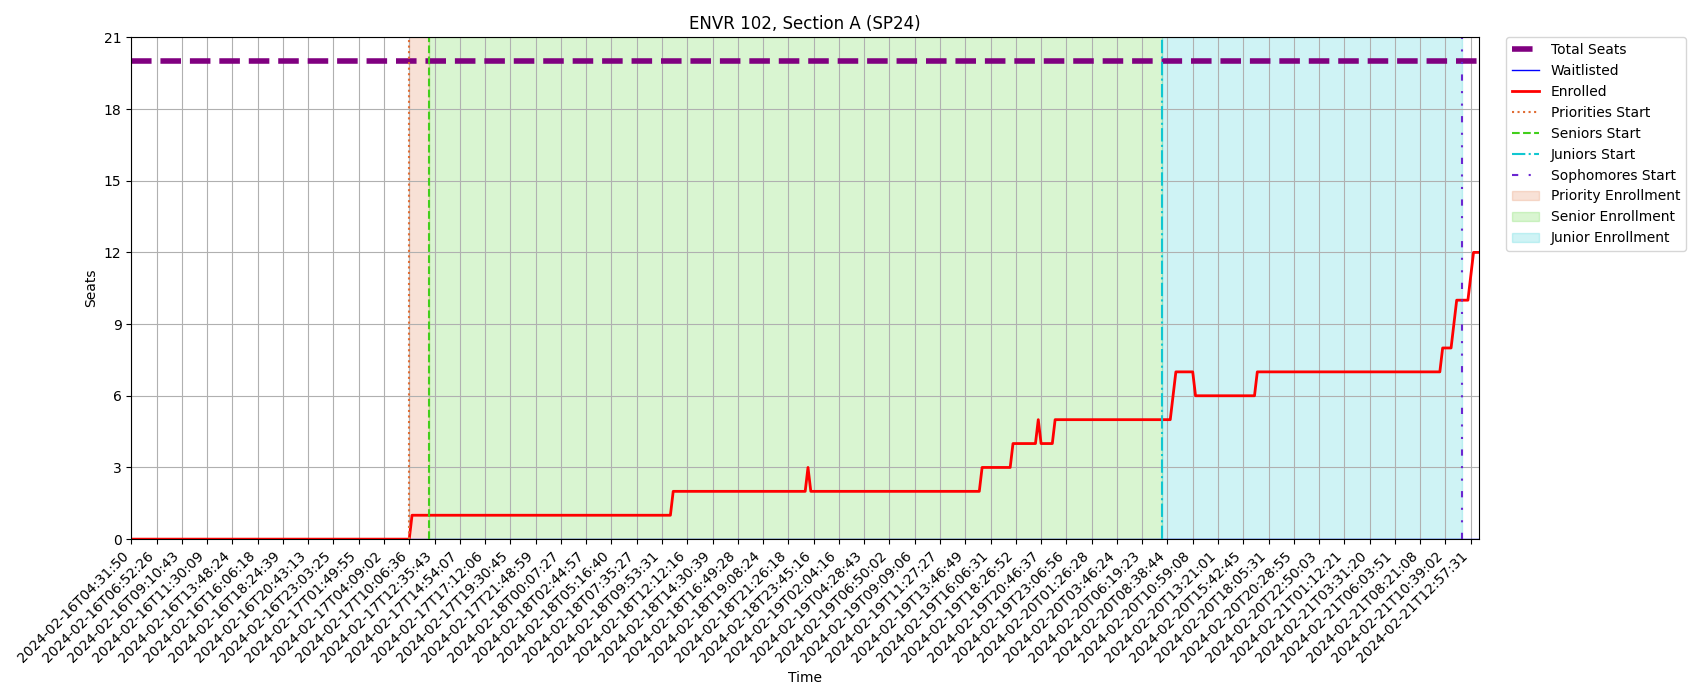 ENVR 102, Section A (SP24)
21
18
15
12
9
6
3
0
Seats
Total Seats
Waitlisted
Enrolled
Priorities Start
Seniors Start
Juniors Start
Sophomores Start
Priority Enrollment
Senior Enrollment
Junior Enrollment
2024-02-16T04:31:50
2024-02-16T06:52:26
2024-02-16T09:10:43
2024-02-16T11:30:09
2024-02-16T13:48:24
2024-02-16T16:06:18
2024-02-16T18:24:39
2024-02-16T20:43:13
2024-02-16T23:03:25
2024-02-17T01:49:55
2024-02-17T04:09:02
2024-02-17T10:06:36
2024-02-17T12:35:43
2024-02-17T14:54:07
2024-02-17T17:12:06
2024-02-17T19:30:45
2024-02-17T21:48:59
2024-02-18T00:07:27
2024-02-18T02:44:57
2024-02-18T05:16:40
2024-02-18T07:35:27
2024-02-18T09:53:31
2024-02-18T12:12:16
2024-02-18T14:30:39
2024-02-18T16:49:28
2024-02-18T19:08:24
2024-02-18T21:26:18
2024-02-18T23:45:16
2024-02-19T02:04:16
2024-02-19T04:28:43
2024-02-19T06:50:02
2024-02-19T09:09:06
2024-02-19T11:27:27
2024-02-19T13:46:49
2024-02-19T16:06:31
2024-02-19T18:26:52
2024-02-19T20:46:37
2024-02-19T23:06:56
2024-02-20T01:26:28
2024-02-20T03:46:24
2024-02-20T06:19:23
2024-02-20T08:38:44
2024-02-20T10:59:08
2024-02-20T13:21:01
2024-02-20T15:42:45
2024-02-20T18:05:31
2024-02-20T20:28:55
2024-02-20T22:50:03
2024-02-21T01:12:21
2024-02-21T03:31:20
2024-02-21T06:03:51
2024-02-21T08:21:08
2024-02-21T10:39:02
2024-02-21T12:57:31
Time